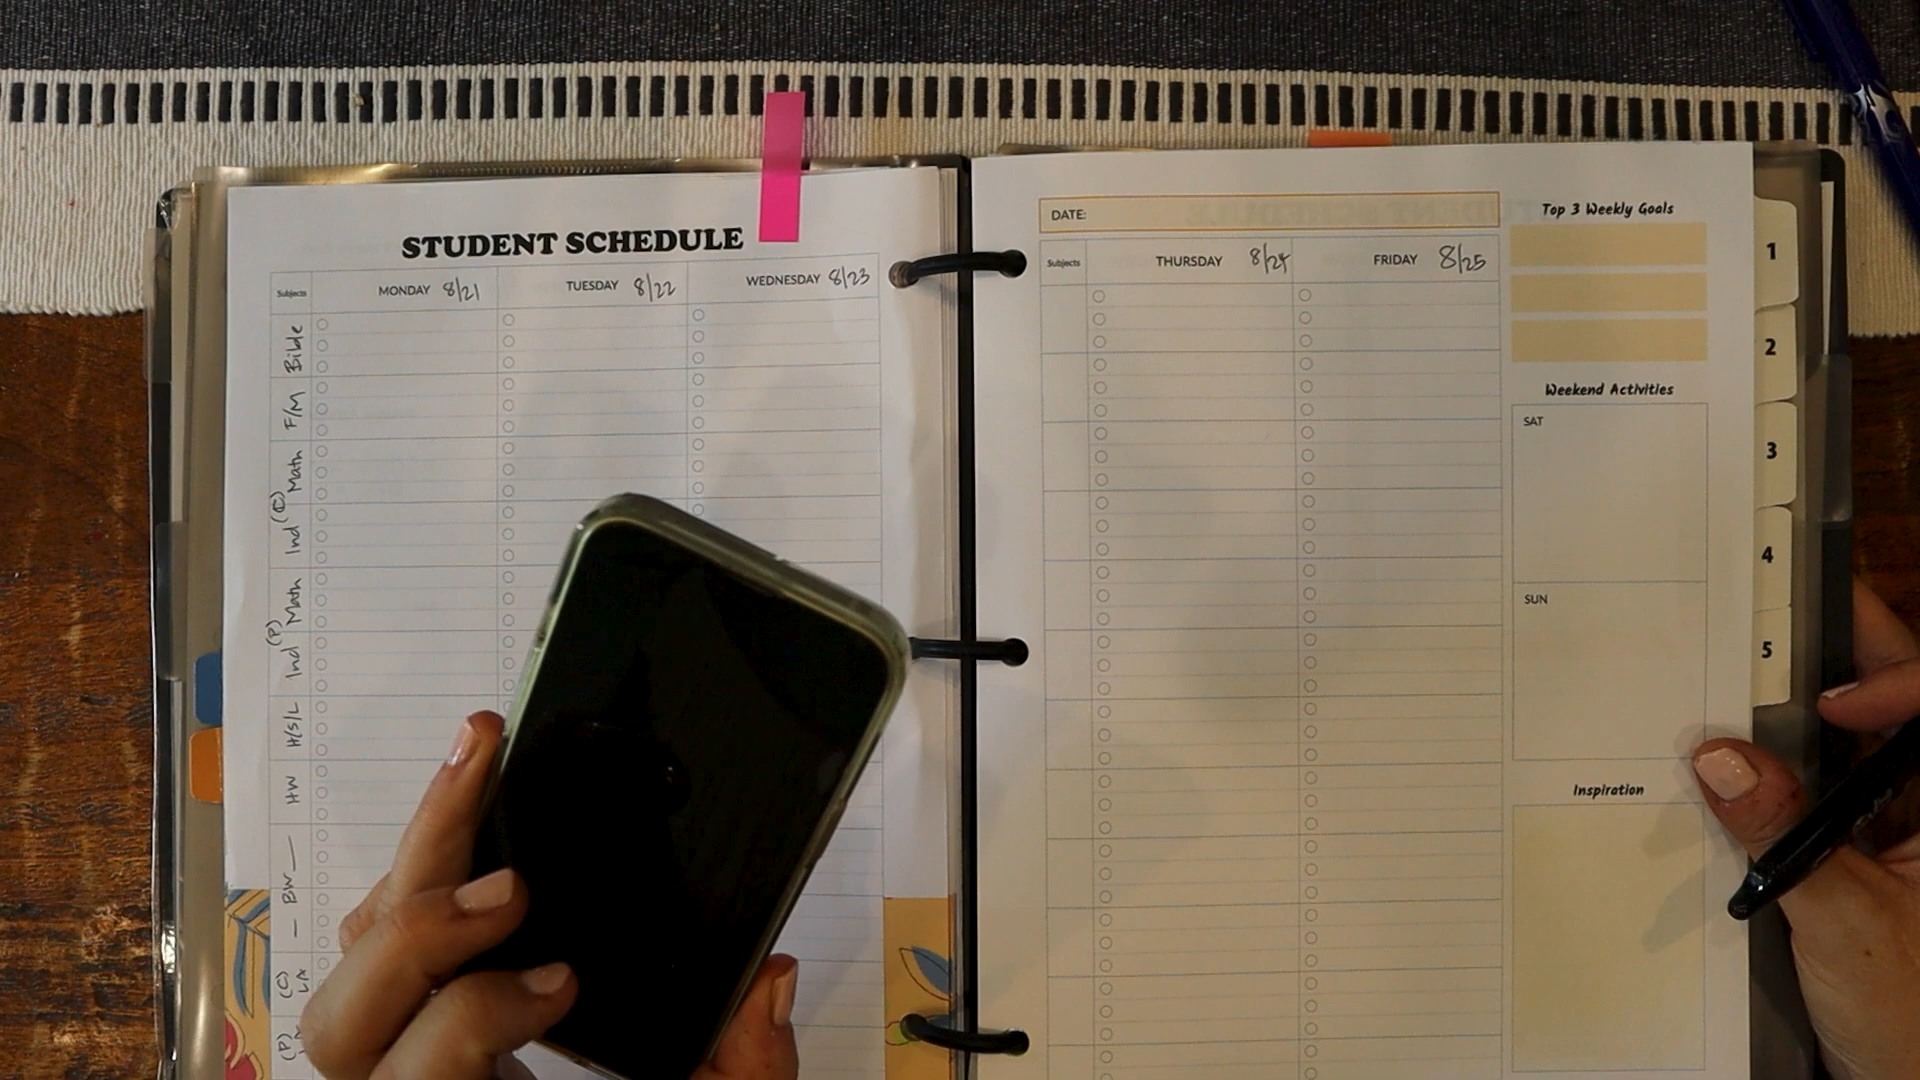 STUDENT SCHEDULE
Subjects MONDAY 8/21 TUESDAY 8/22 WEDNESDAY 8/23
Bible
F/M
Math
Ind (C)
Math
Ind (P)
H/S/L
HW
— BW —
(C) LA
(P)
DATE:
Subjects THURSDAY 8/24 FRIDAY 8/25
Top 3 Weekly Goals
Weekend Activities
SAT
SUN
Inspiration
1
2
3
4
5